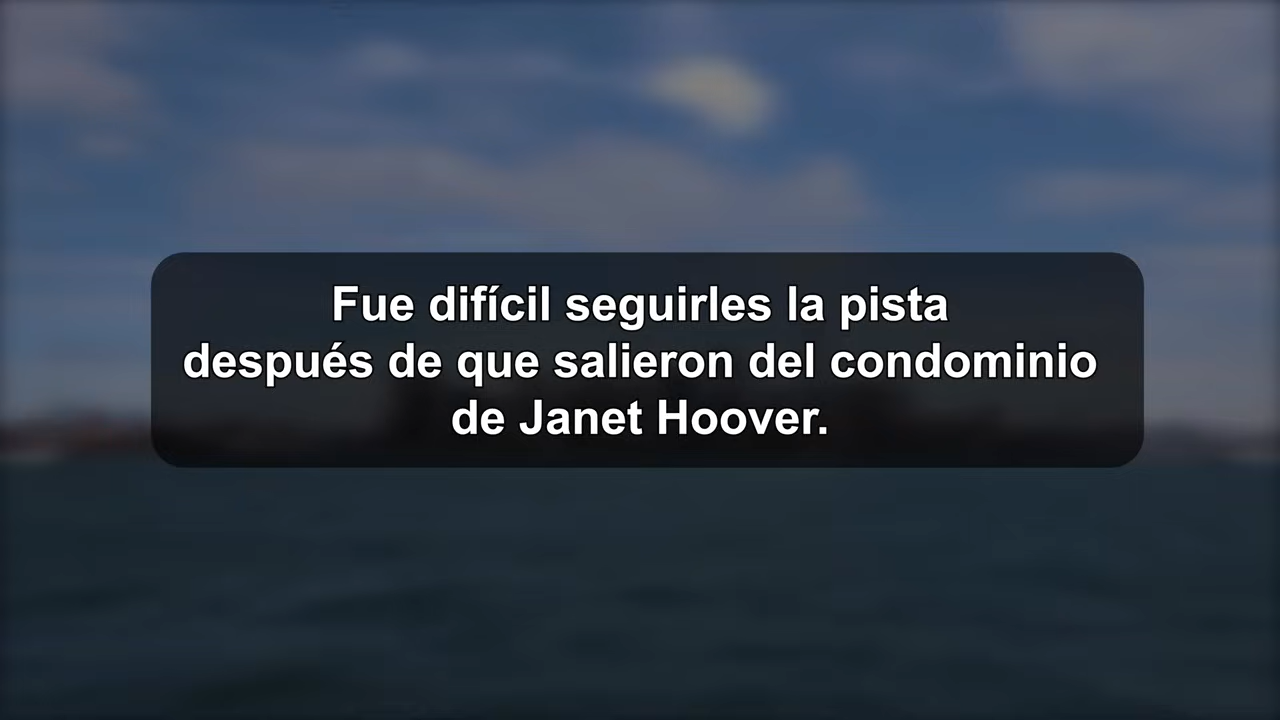 Fue difícil seguirles la pista
después de que salieron del condominio
de Janet Hoover.